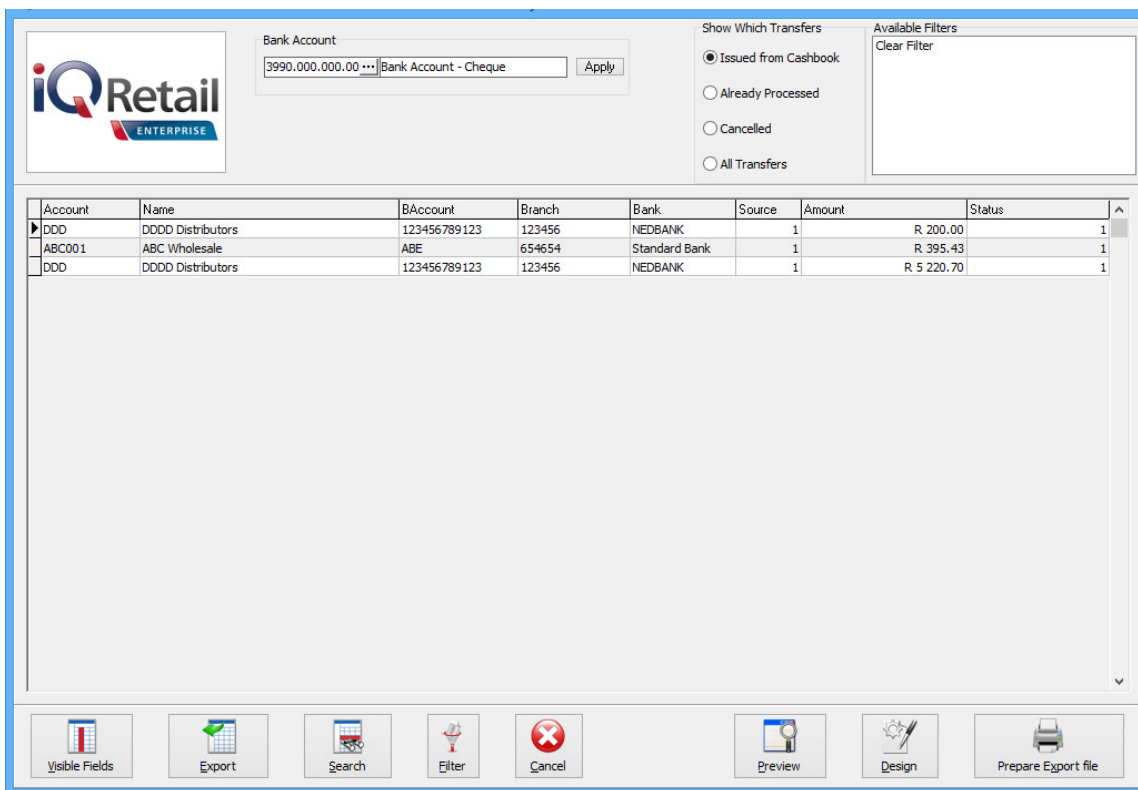 iQ Retail
ENTERPRISE
Bank Account
3990.000.000.00 ... Bank Account - Cheque Apply
Show Which Transfers
Issued from Cashbook
Already Processed
Cancelled
All Transfers
Available Filters
Clear Filter
Account Name BAccount Branch Bank Source Amount Status
DDD DDDD Distributors 123456789123 123456 NEDBANK 1 R 200.00 1
ABC001 ABC Wholesale ABE 654654 Standard Bank 1 R 395.43 1
DDD DDDD Distributors 123456789123 123456 NEDBANK 1 R 5 220.70 1
Visible Fields Export Search Filter Cancel Preview Design Prepare Export file